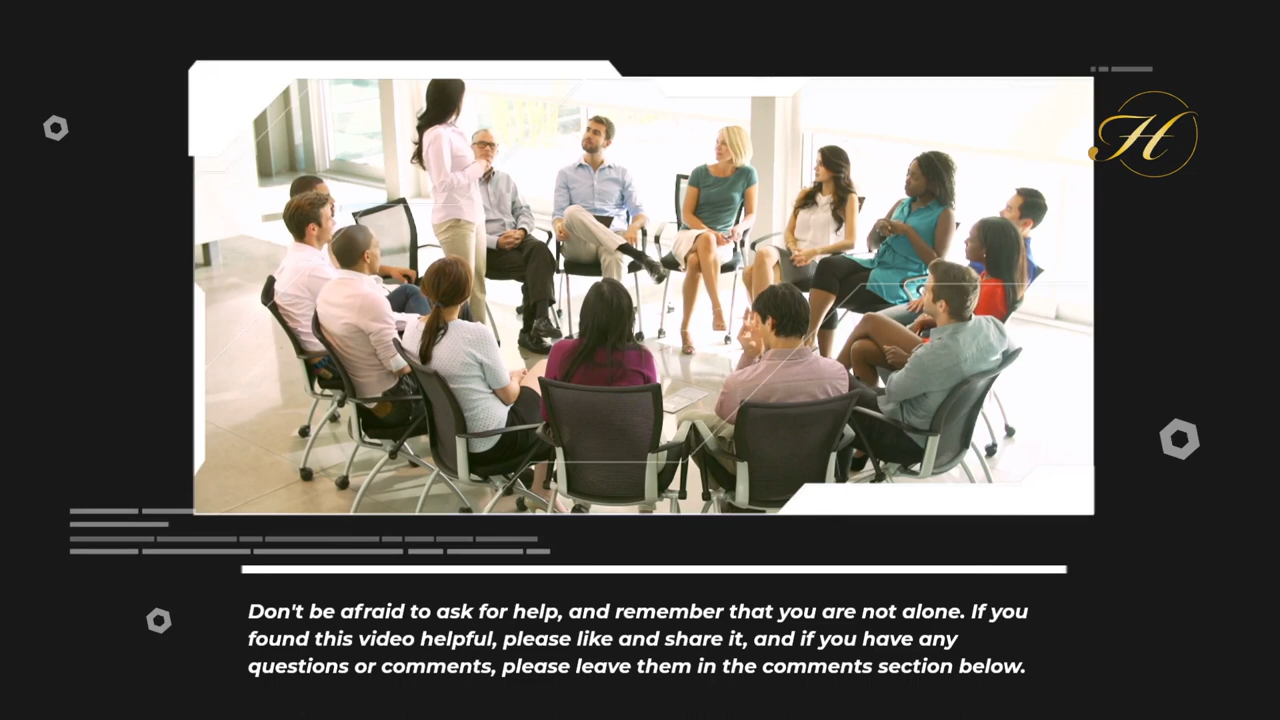 H
Don't be afraid to ask for help, and remember that you are not alone. If you
found this video helpful, please like and share it, and if you have any
questions or comments, please leave them in the comments section below.